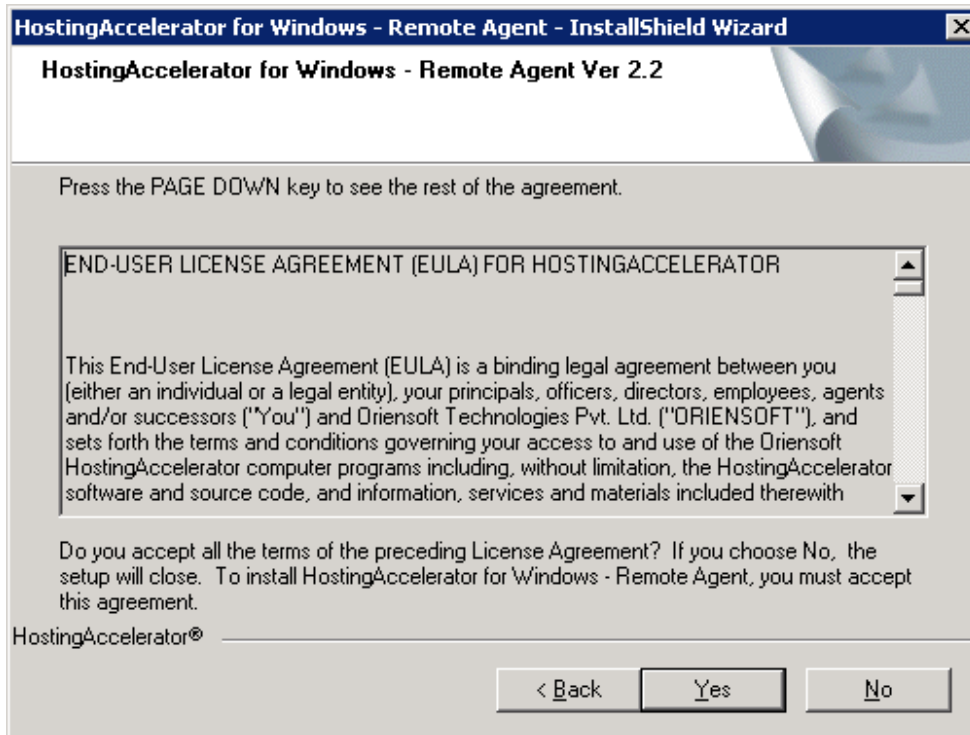 HostingAccelerator for Windows - Remote Agent - InstallShield Wizard
HostingAccelerator for Windows - Remote Agent Ver 2.2
Press the PAGE DOWN key to see the rest of the agreement.
END-USER LICENSE AGREEMENT (EULA) FOR HOSTINGACCELERATOR
This End-User License Agreement (EULA) is a binding legal agreement between you
(either an individual or a legal entity), your principals, officers, directors, employees, agents
and/or successors ("You") and Oriensoft Technologies Pvt. Ltd. ("ORIENSOFT"), and
sets forth the terms and conditions governing your access to and use of the Oriensoft
HostingAccelerator computer programs including, without limitation, the HostingAccelerator
software and source code, and information, services and materials included therewith
Do you accept all the terms of the preceding License Agreement? If you choose No, the
setup will close. To install HostingAccelerator for Windows - Remote Agent, you must accept
this agreement.
HostingAccelerator®
< Back
Yes
No